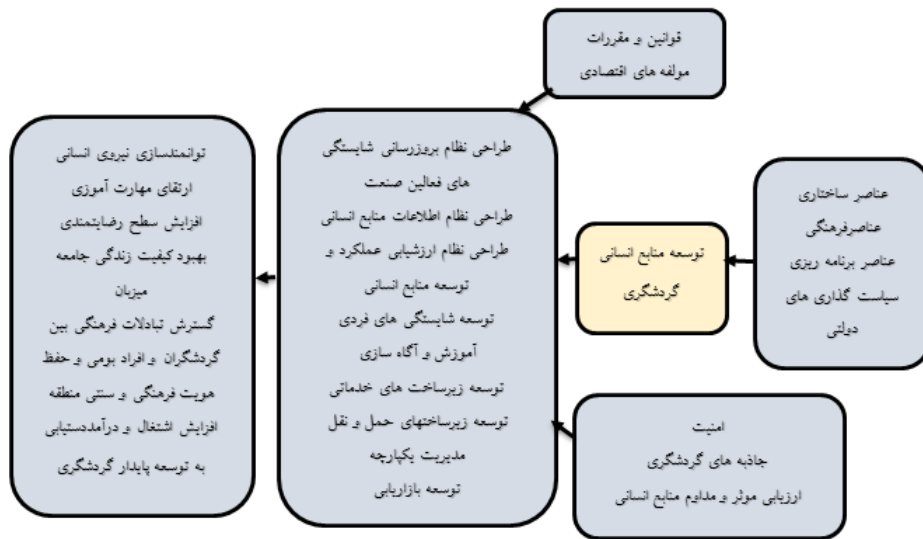 قوانین و مقررات
مولفه های اقتصادی
عناصر ساختاری
عناصرفرهنگی
عناصر برنامه ریزی
سیاست گذاری های
دولتی
توسعه منابع انسانی
گردشگری
امنیت
جاذبه های گردشگری
ارزیابی موثر و مداوم منابع انسانی
طراحی نظام بروزرسانی شایستگی
های فعالین صنعت
طراحی نظام اطلاعات منابع انسانی
طراحی نظام ارزشیابی عملکرد و
توسعه منابع انسانی
توسعه شایستگی های فردی
آموزش و آگاه سازی
توسعه زیرساخت های خدماتی
توسعه زیرساختهای حمل و نقل
مدیریت یکپارچه
توسعه بازاریابی
توانمندسازی نیروی انسانی
ارتقای مهارت آموزی
افزایش سطح رضایتمندی
بهبود کیفیت زندگی جامعه
میزبان
گسترش تبادلات فرهنگی بین
گردشگران و افراد بومی و حفظ
هویت فرهنگی و سنتی منطقه
افزایش اشتغال و درآمددستیابی
به توسعه پایدار گردشگری